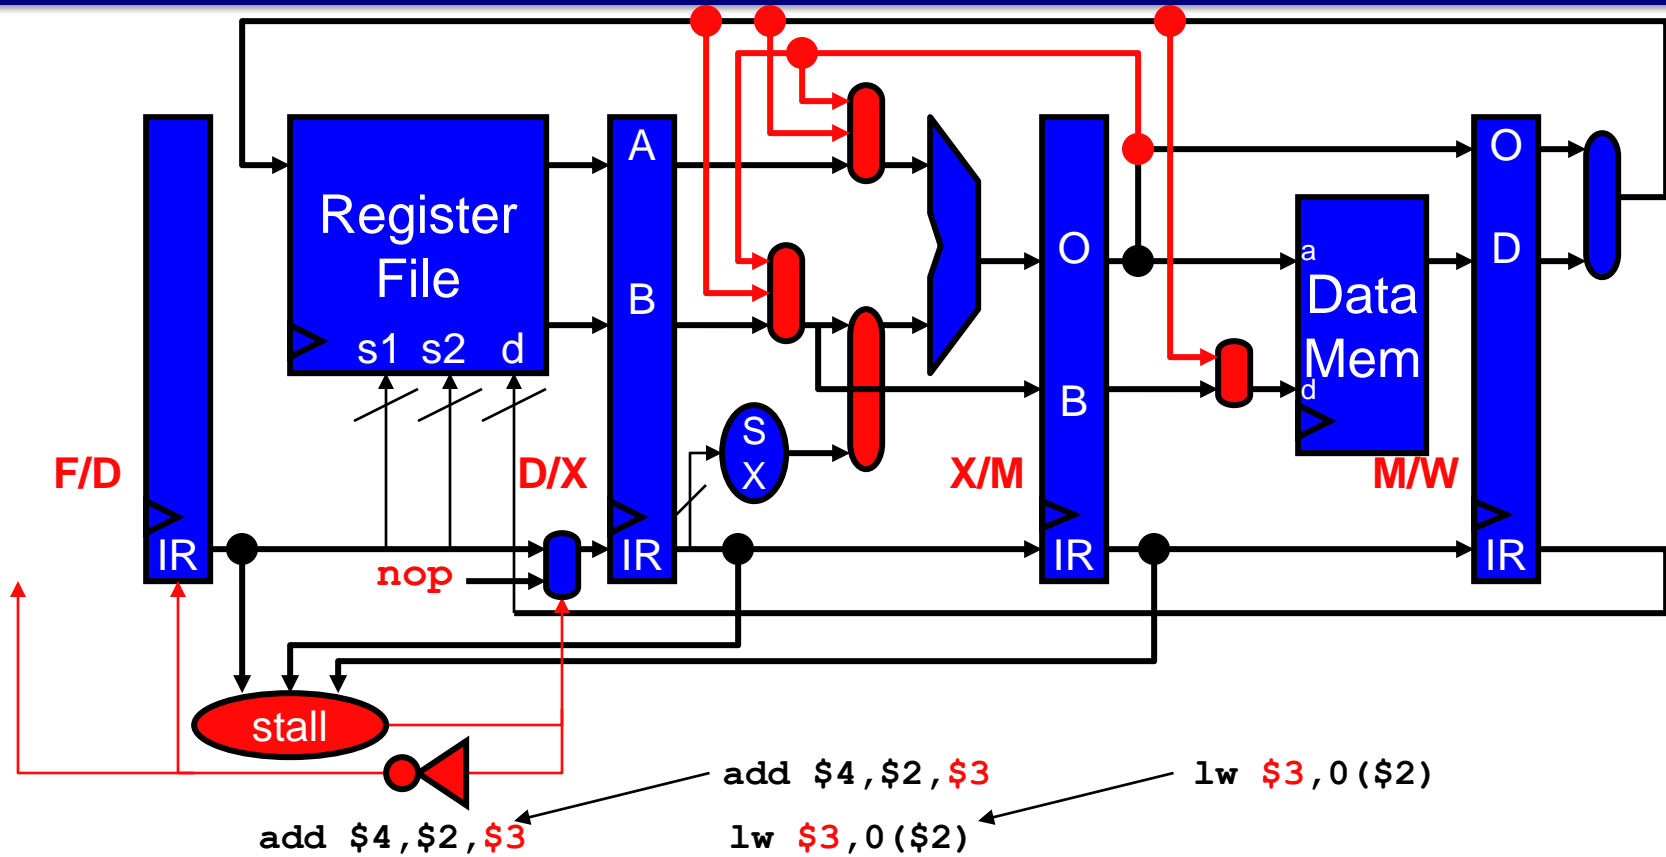 A
O
Register
File
a
O
D
B
Data
Mem
s1 s2 d
d
B
S
X
F/D
D/X
X/M
M/W
IR
IR
IR
IR
nop
stall
add $4,$2,$3
lw $3,0($2)
add $4,$2,$3
lw $3,0($2)